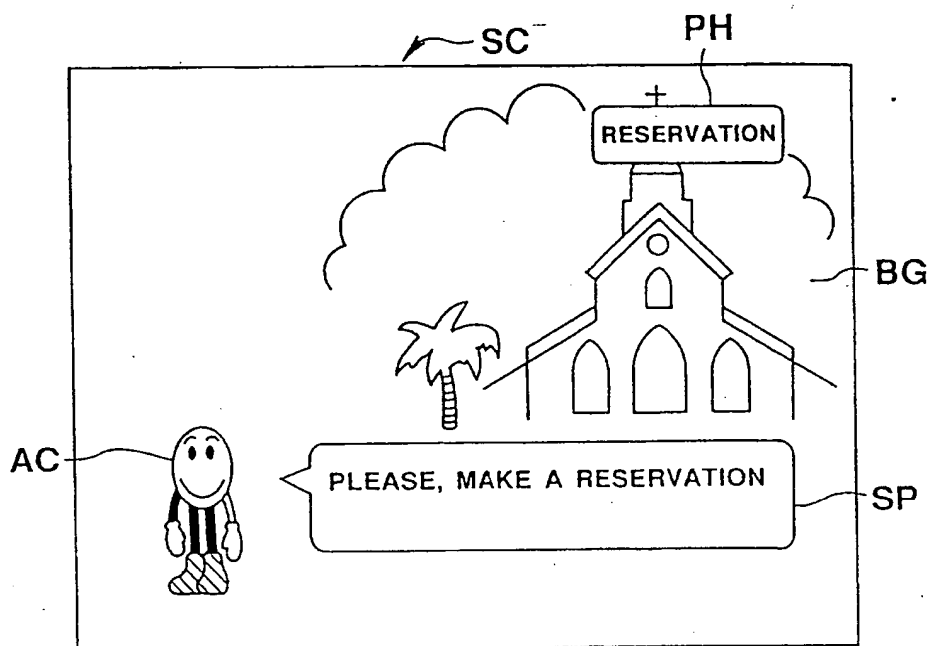 SC
PH
RESERVATION
BG
AC
PLEASE, MAKE A RESERVATION
SP